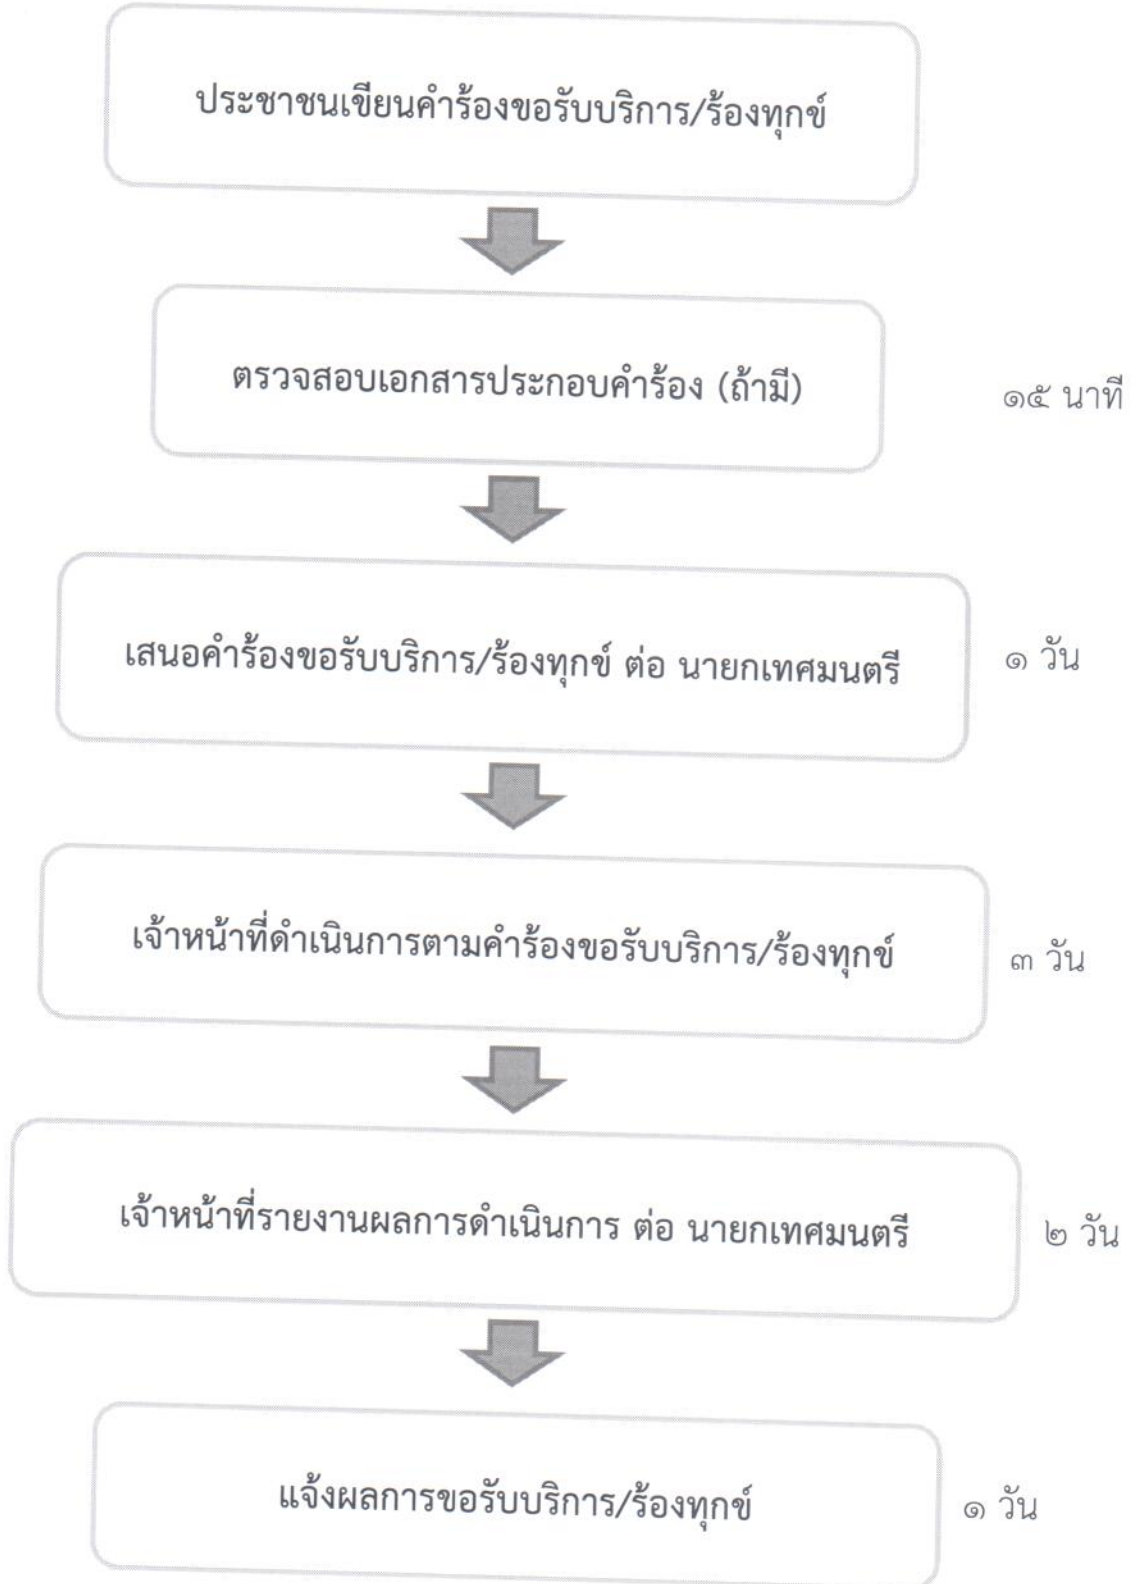 ประชาชนเขียนคำร้องขอรับบริการ/ร้องทุกข์
ตรวจสอบเอกสารประกอบคำร้อง (ถ้ามี)
๑๕ นาที
เสนอคำร้องขอรับบริการ/ร้องทุกข์ ต่อ นายกเทศมนตรี
๑ วัน
เจ้าหน้าที่ดำเนินการตามคำร้องขอรับบริการ/ร้องทุกข์
๓ วัน
เจ้าหน้าที่รายงานผลการดำเนินการ ต่อ นายกเทศมนตรี
๒ วัน
แจ้งผลการขอรับบริการ/ร้องทุกข์
๑ วัน